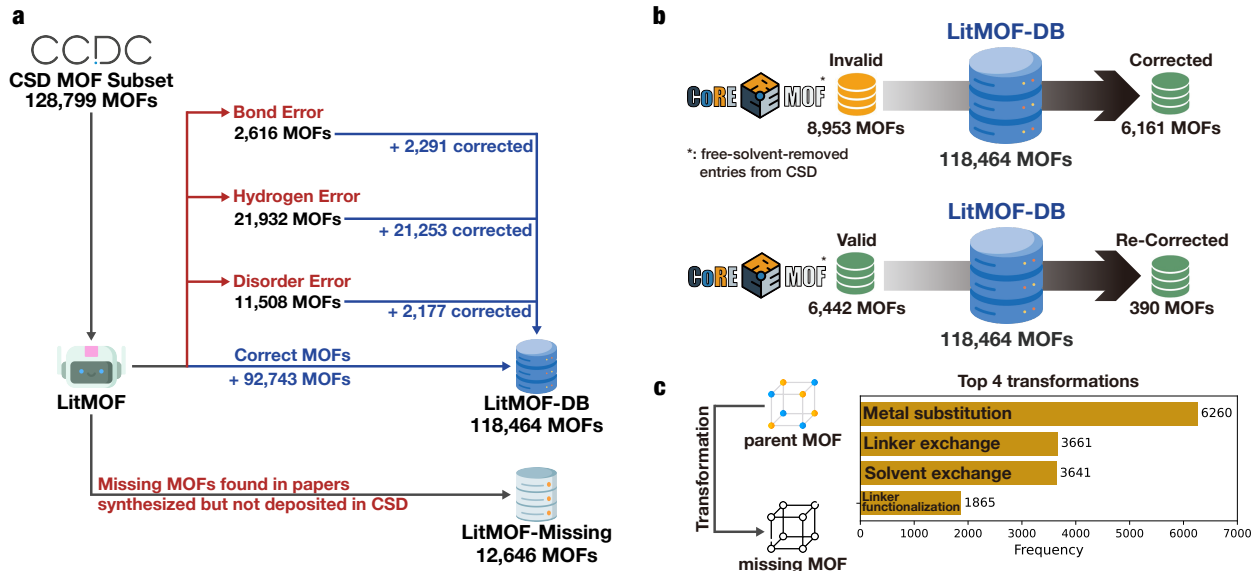 a
CCDC
CSD MOF Subset
128,799 MOFs
Bond Error
2,616 MOFs
+ 2,291 corrected
Hydrogen Error
21,932 MOFs
+ 21,253 corrected
Disorder Error
11,508 MOFs
+ 2,177 corrected
Correct MOFs
+ 92,743 MOFs
LitMOF
LitMOF-DB
118,464 MOFs
Missing MOFs found in papers
synthesized but not deposited in CSD
LitMOF-Missing
12,646 MOFs
b
LitMOF-DB
Invalid
Corrected
CoRE MOF *
8,953 MOFs
6,161 MOFs
118,464 MOFs
*: free-solvent-removed
entries from CSD
LitMOF-DB
Valid
Re-Corrected
CoRE MOF *
6,442 MOFs
390 MOFs
118,464 MOFs
c
Transformation
parent MOF
missing MOF
Top 4 transformations
Metal substitution 6260
Linker exchange 3661
Solvent exchange 3641
Linker
functionalization 1865
0 1000 2000 3000 4000 5000 6000 7000
Frequency